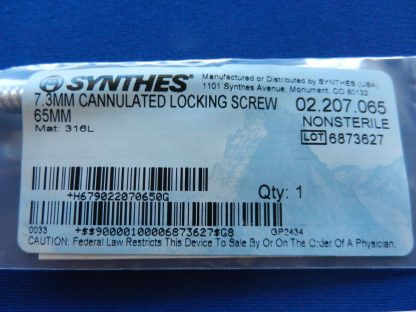 SYNTHES® Manufactured or Distributed by SYNTHES (USA)
1101 Synthes Avenue, Monument, CO 80132
7.3MM CANNULATED LOCKING SCREW 02.207.065
65MM NONSTERILE
Mat: 316L LOT 6873627
+H679022070650G Qty: 1
0033 +$$90000100006873627$G8 GP2434
CAUTION: Federal Law Restricts This Device To Sale By Or On The Order Of A Physician.